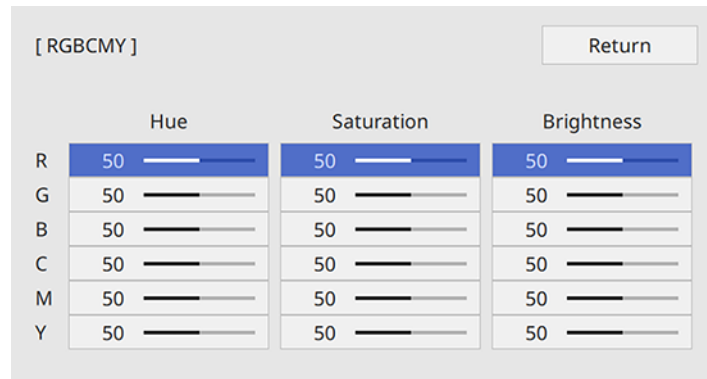 [ RGBCMY ] Return
Hue Saturation Brightness
R 50 50 50
G 50 50 50
B 50 50 50
C 50 50 50
M 50 50 50
Y 50 50 50